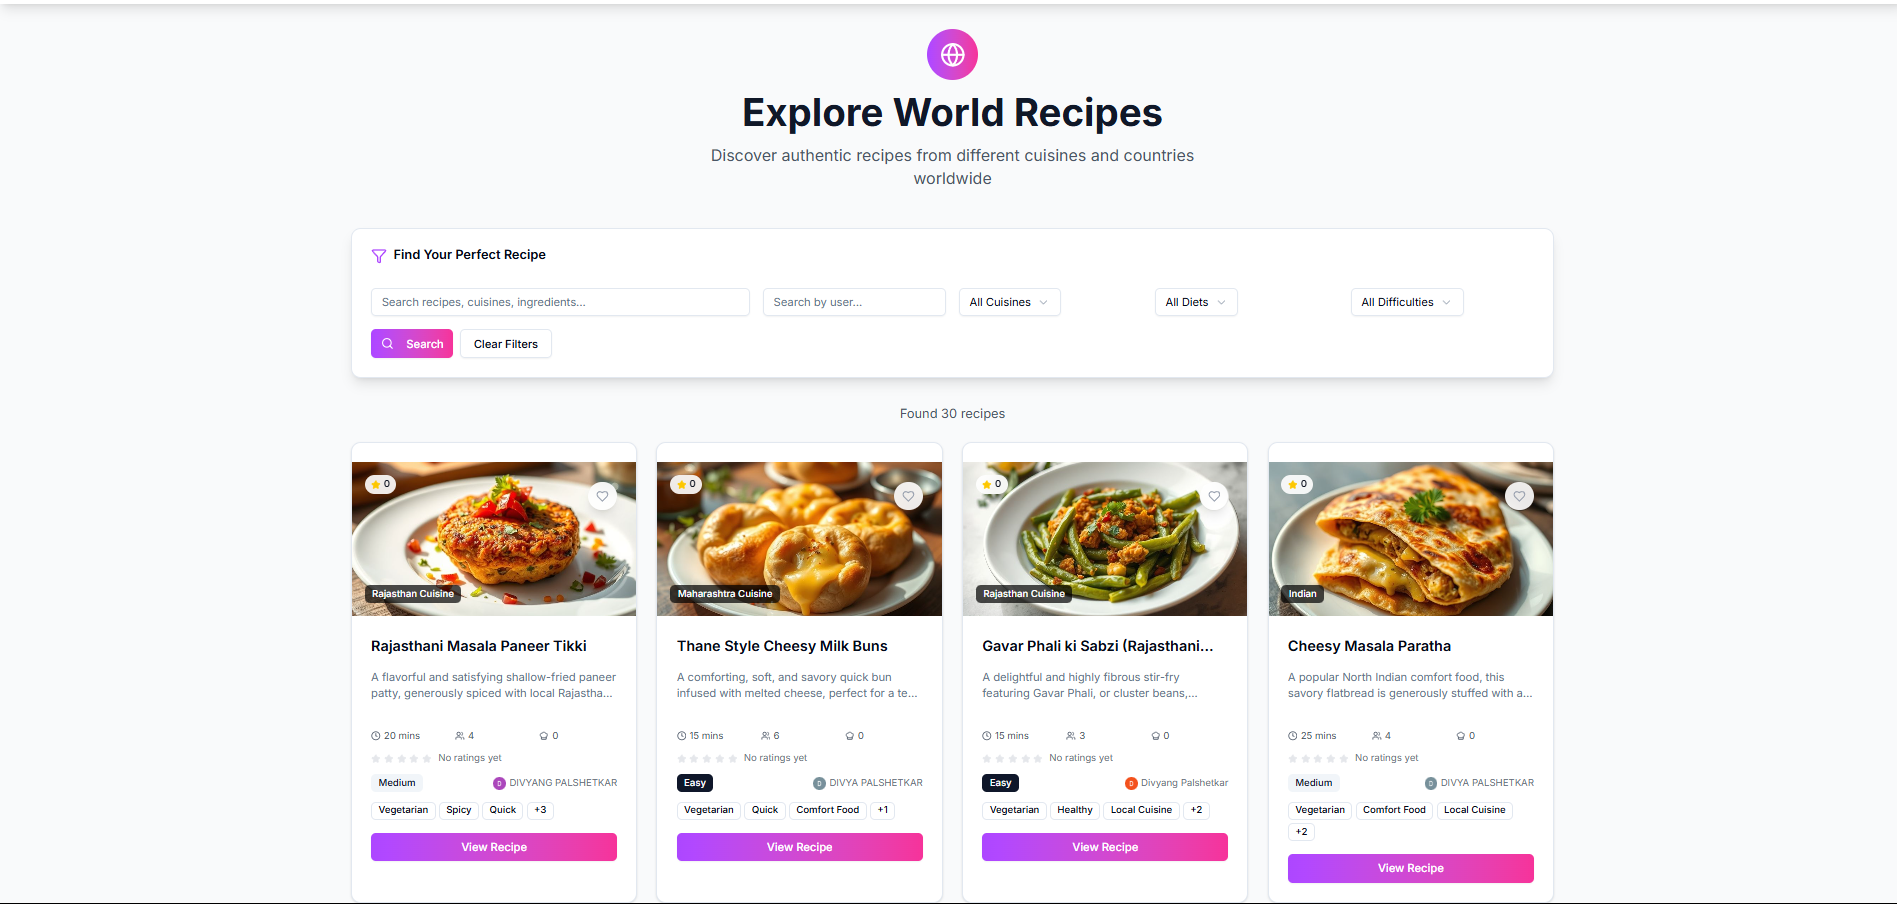 Explore World Recipes
Discover authentic recipes from different cuisines and countries
worldwide
Find Your Perfect Recipe
Search recipes, cuisines, ingredients...
Search by user...
All Cuisines
All Diets
All Difficulties
Search
Clear Filters
Found 30 recipes
0
Rajasthan Cuisine
Rajasthani Masala Paneer Tikki
A flavorful and satisfying shallow-fried paneer
patty, generously spiced with local Rajastha...
20 mins 4 0
No ratings yet
Medium D DIVYANG PALSHETKAR
Vegetarian Spicy Quick +3
View Recipe
0
Maharashtra Cuisine
Thane Style Cheesy Milk Buns
A comforting, soft, and savory quick bun
infused with melted cheese, perfect for a te...
15 mins 6 0
No ratings yet
Easy D DIVYA PALSHETKAR
Vegetarian Quick Comfort Food +1
View Recipe
0
Rajasthan Cuisine
Gavar Phali ki Sabzi (Rajasthani...
A delightful and highly fibrous stir-fry
featuring Gavar Phali, or cluster beans,...
15 mins 3 0
No ratings yet
Easy D Divyang Palshetkar
Vegetarian Healthy Local Cuisine +2
View Recipe
0
Indian
Cheesy Masala Paratha
A popular North Indian comfort food, this
savory flatbread is generously stuffed with a...
25 mins 4 0
No ratings yet
Medium D DIVYA PALSHETKAR
Vegetarian Comfort Food Local Cuisine
+2
View Recipe